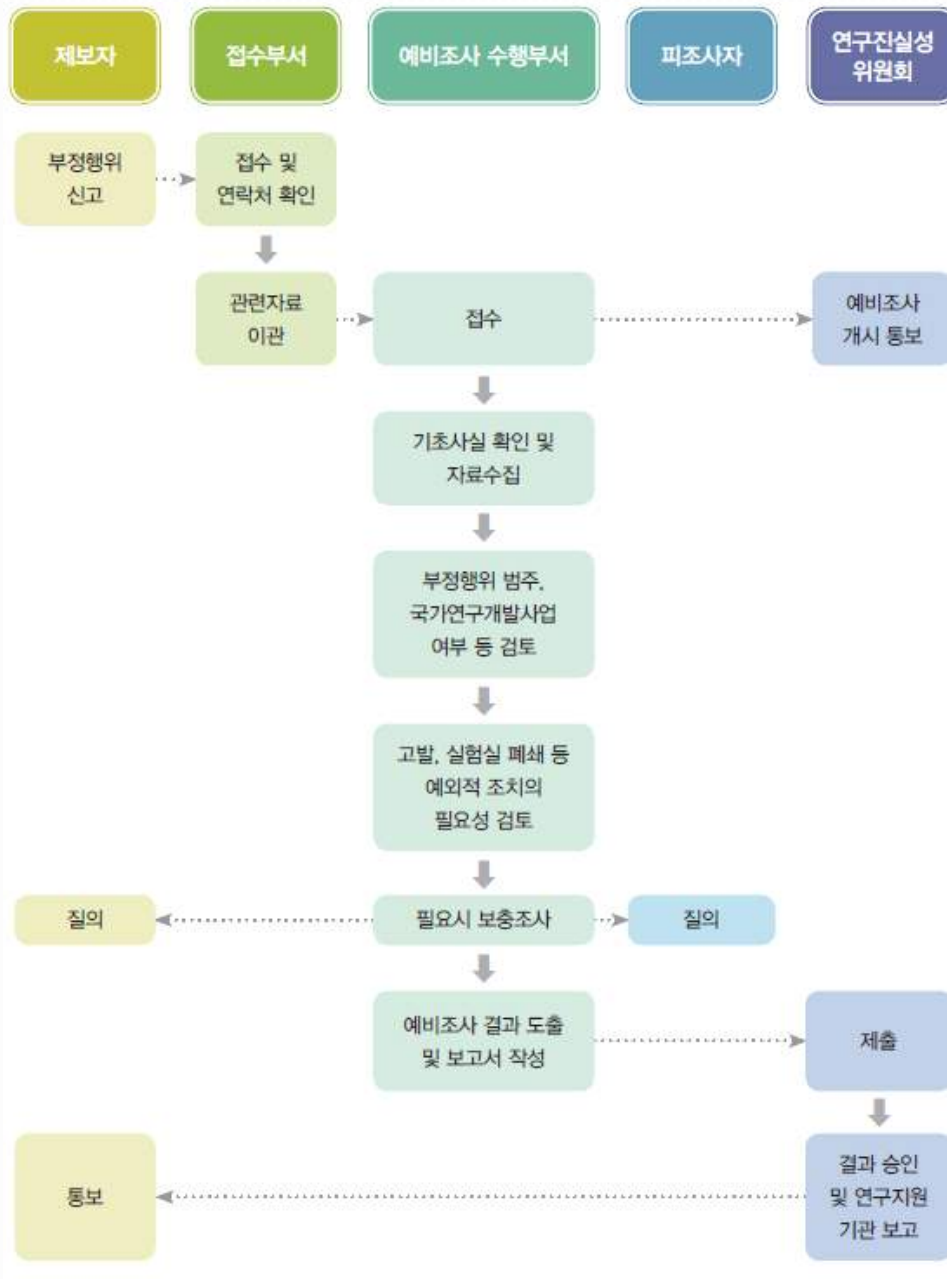 제보자
접수부서
예비조사 수행부서
피조사자
연구진실성
위원회
부정행위
신고
접수 및
연락처 확인
관련자료
이관
접수
예비조사
개시 통보
기초사실 확인 및
자료수집
부정행위 범주,
국가연구개발사업
여부 등 검토
고발, 실험실 폐쇄 등
예외적 조치의
필요성 검토
질의
필요시 보충조사
질의
예비조사 결과 도출
및 보고서 작성
제출
통보
결과 승인
및 연구지원
기관 보고